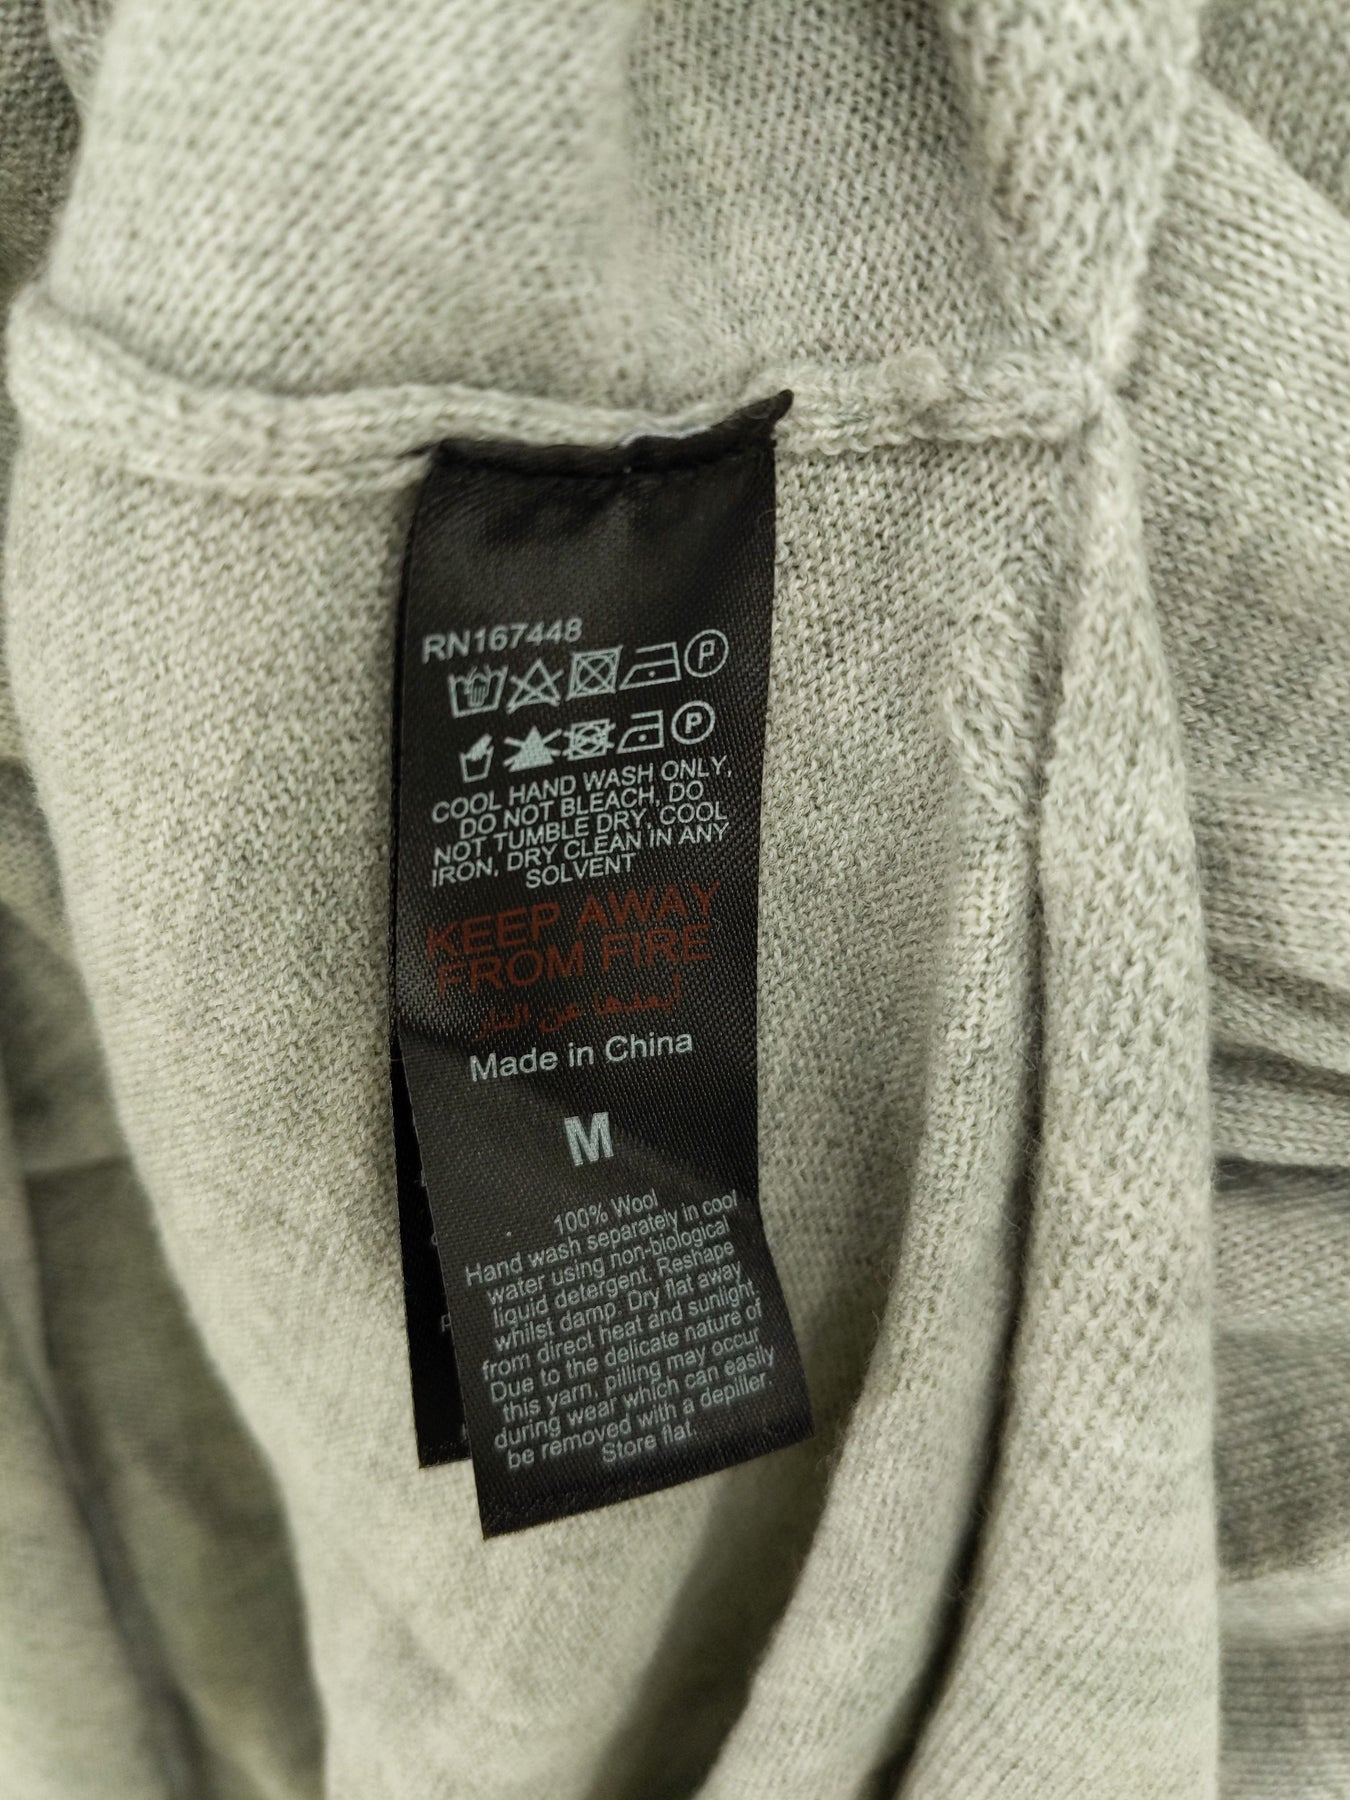 RN167448
COOL HAND WASH ONLY,
DO NOT BLEACH, DO
NOT TUMBLE DRY, COOL
IRON, DRY CLEAN IN ANY
SOLVENT
KEEP AWAY
FROM FIRE
أبعدها عن النار
Made in China
M
100% Wool
Hand wash separately in cool
water using non-biological
liquid detergent. Reshape
whilst damp. Dry flat away
from direct heat and sunlight.
Due to the delicate nature of
this yarn, pilling may occur
during wear which can easily
be removed with a depiller.
Store flat.